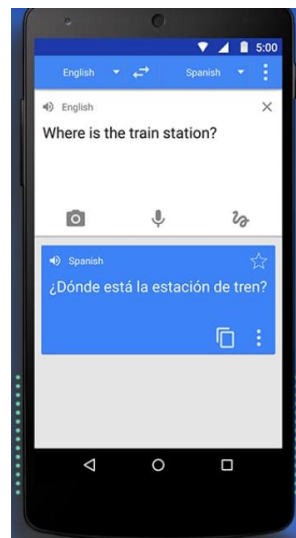 5:00
English Spanish
English
Where is the train station?
Spanish
¿Dónde está la estación de tren?